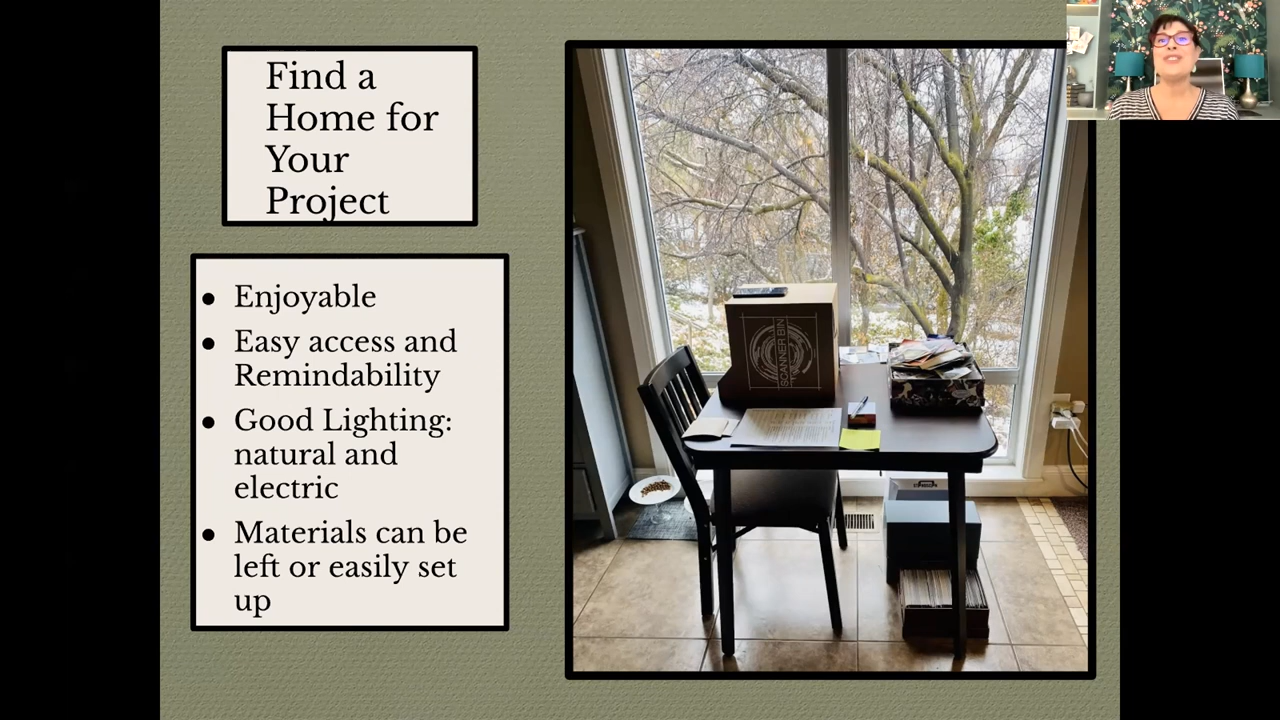 Find a
Home for
Your
Project
● Enjoyable
● Easy access and
Remindability
● Good Lighting:
natural and
electric
● Materials can be
left or easily set
up
SCANNER BIN